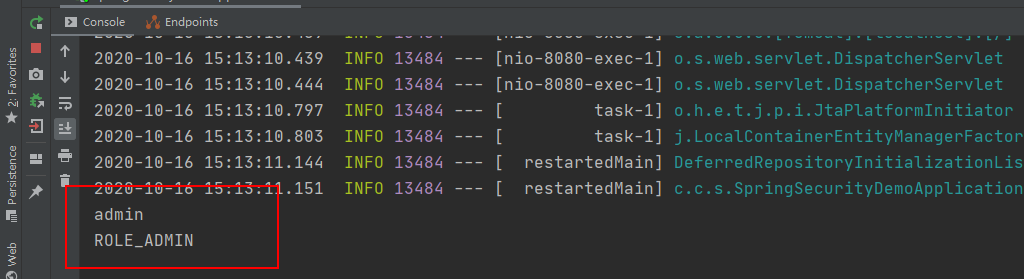 Console
Endpoints
2020-10-16 15:13:10.439  INFO 13484 --- [nio-8080-exec-1] o.s.web.servlet.DispatcherServlet
2020-10-16 15:13:10.444  INFO 13484 --- [nio-8080-exec-1] o.s.web.servlet.DispatcherServlet
2020-10-16 15:13:10.797  INFO 13484 --- [         task-1] o.h.e.t.j.p.i.JtaPlatformInitiator
2020-10-16 15:13:10.803  INFO 13484 --- [         task-1] j.LocalContainerEntityManagerFactor
2020-10-16 15:13:11.144  INFO 13484 --- [  restartedMain] DeferredRepositoryInitializationLis
2020-10-16 15:13:11.151  INFO 13484 --- [  restartedMain] c.c.s.SpringSecurityDemoApplication
admin
ROLE_ADMIN
2: Favorites
Persistence
Web